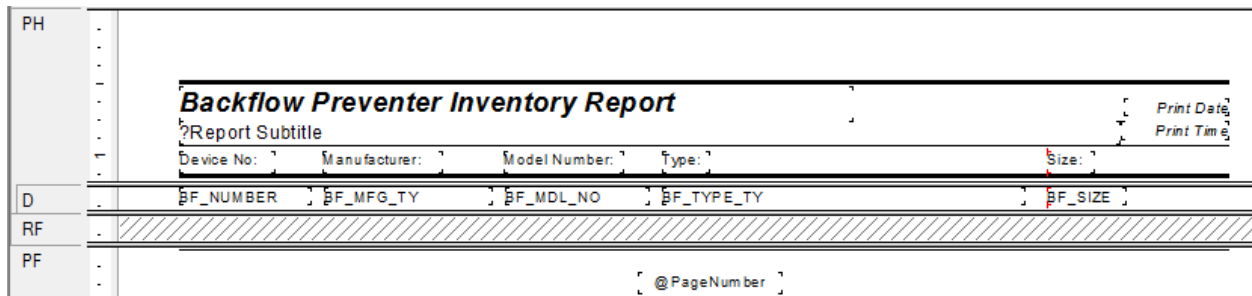 PH
Backflow Preventer Inventory Report
Print Date
?Report Subtitle
Print Time
1
Device No: Manufacturer: Model Number: Type: Size:
D
BF_NUMBER BF_MFG_TY BF_MDL_NO BF_TYPE_TY BF_SIZE
RF
PF
@PageNumber